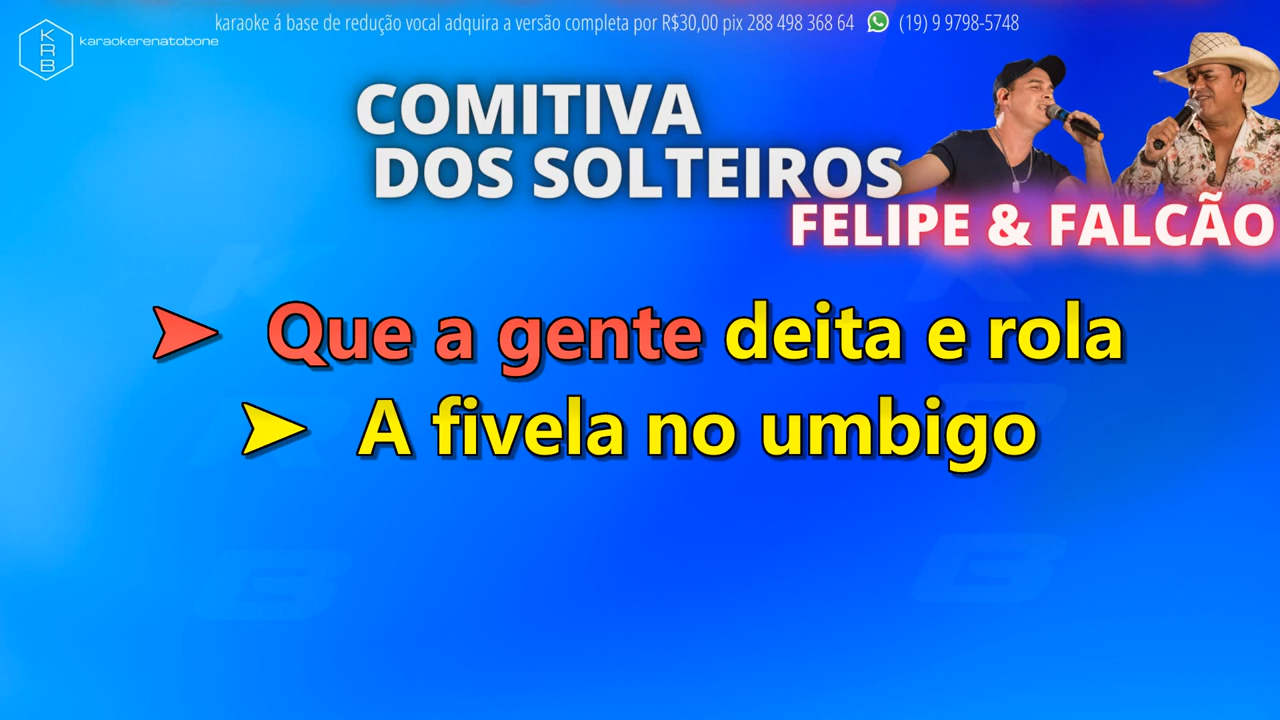 karaoke á base de redução vocal adquira a versão completa por R$30,00 pix 288 498 368 64 (19) 9 9798-5748
KRB
karaokerenatobone
COMITIVA
DOS SOLTEIROS
FELIPE & FALCÃO
➤ Que a gente deita e rola
➤ A fivela no umbigo
K
K
R
R
B
B